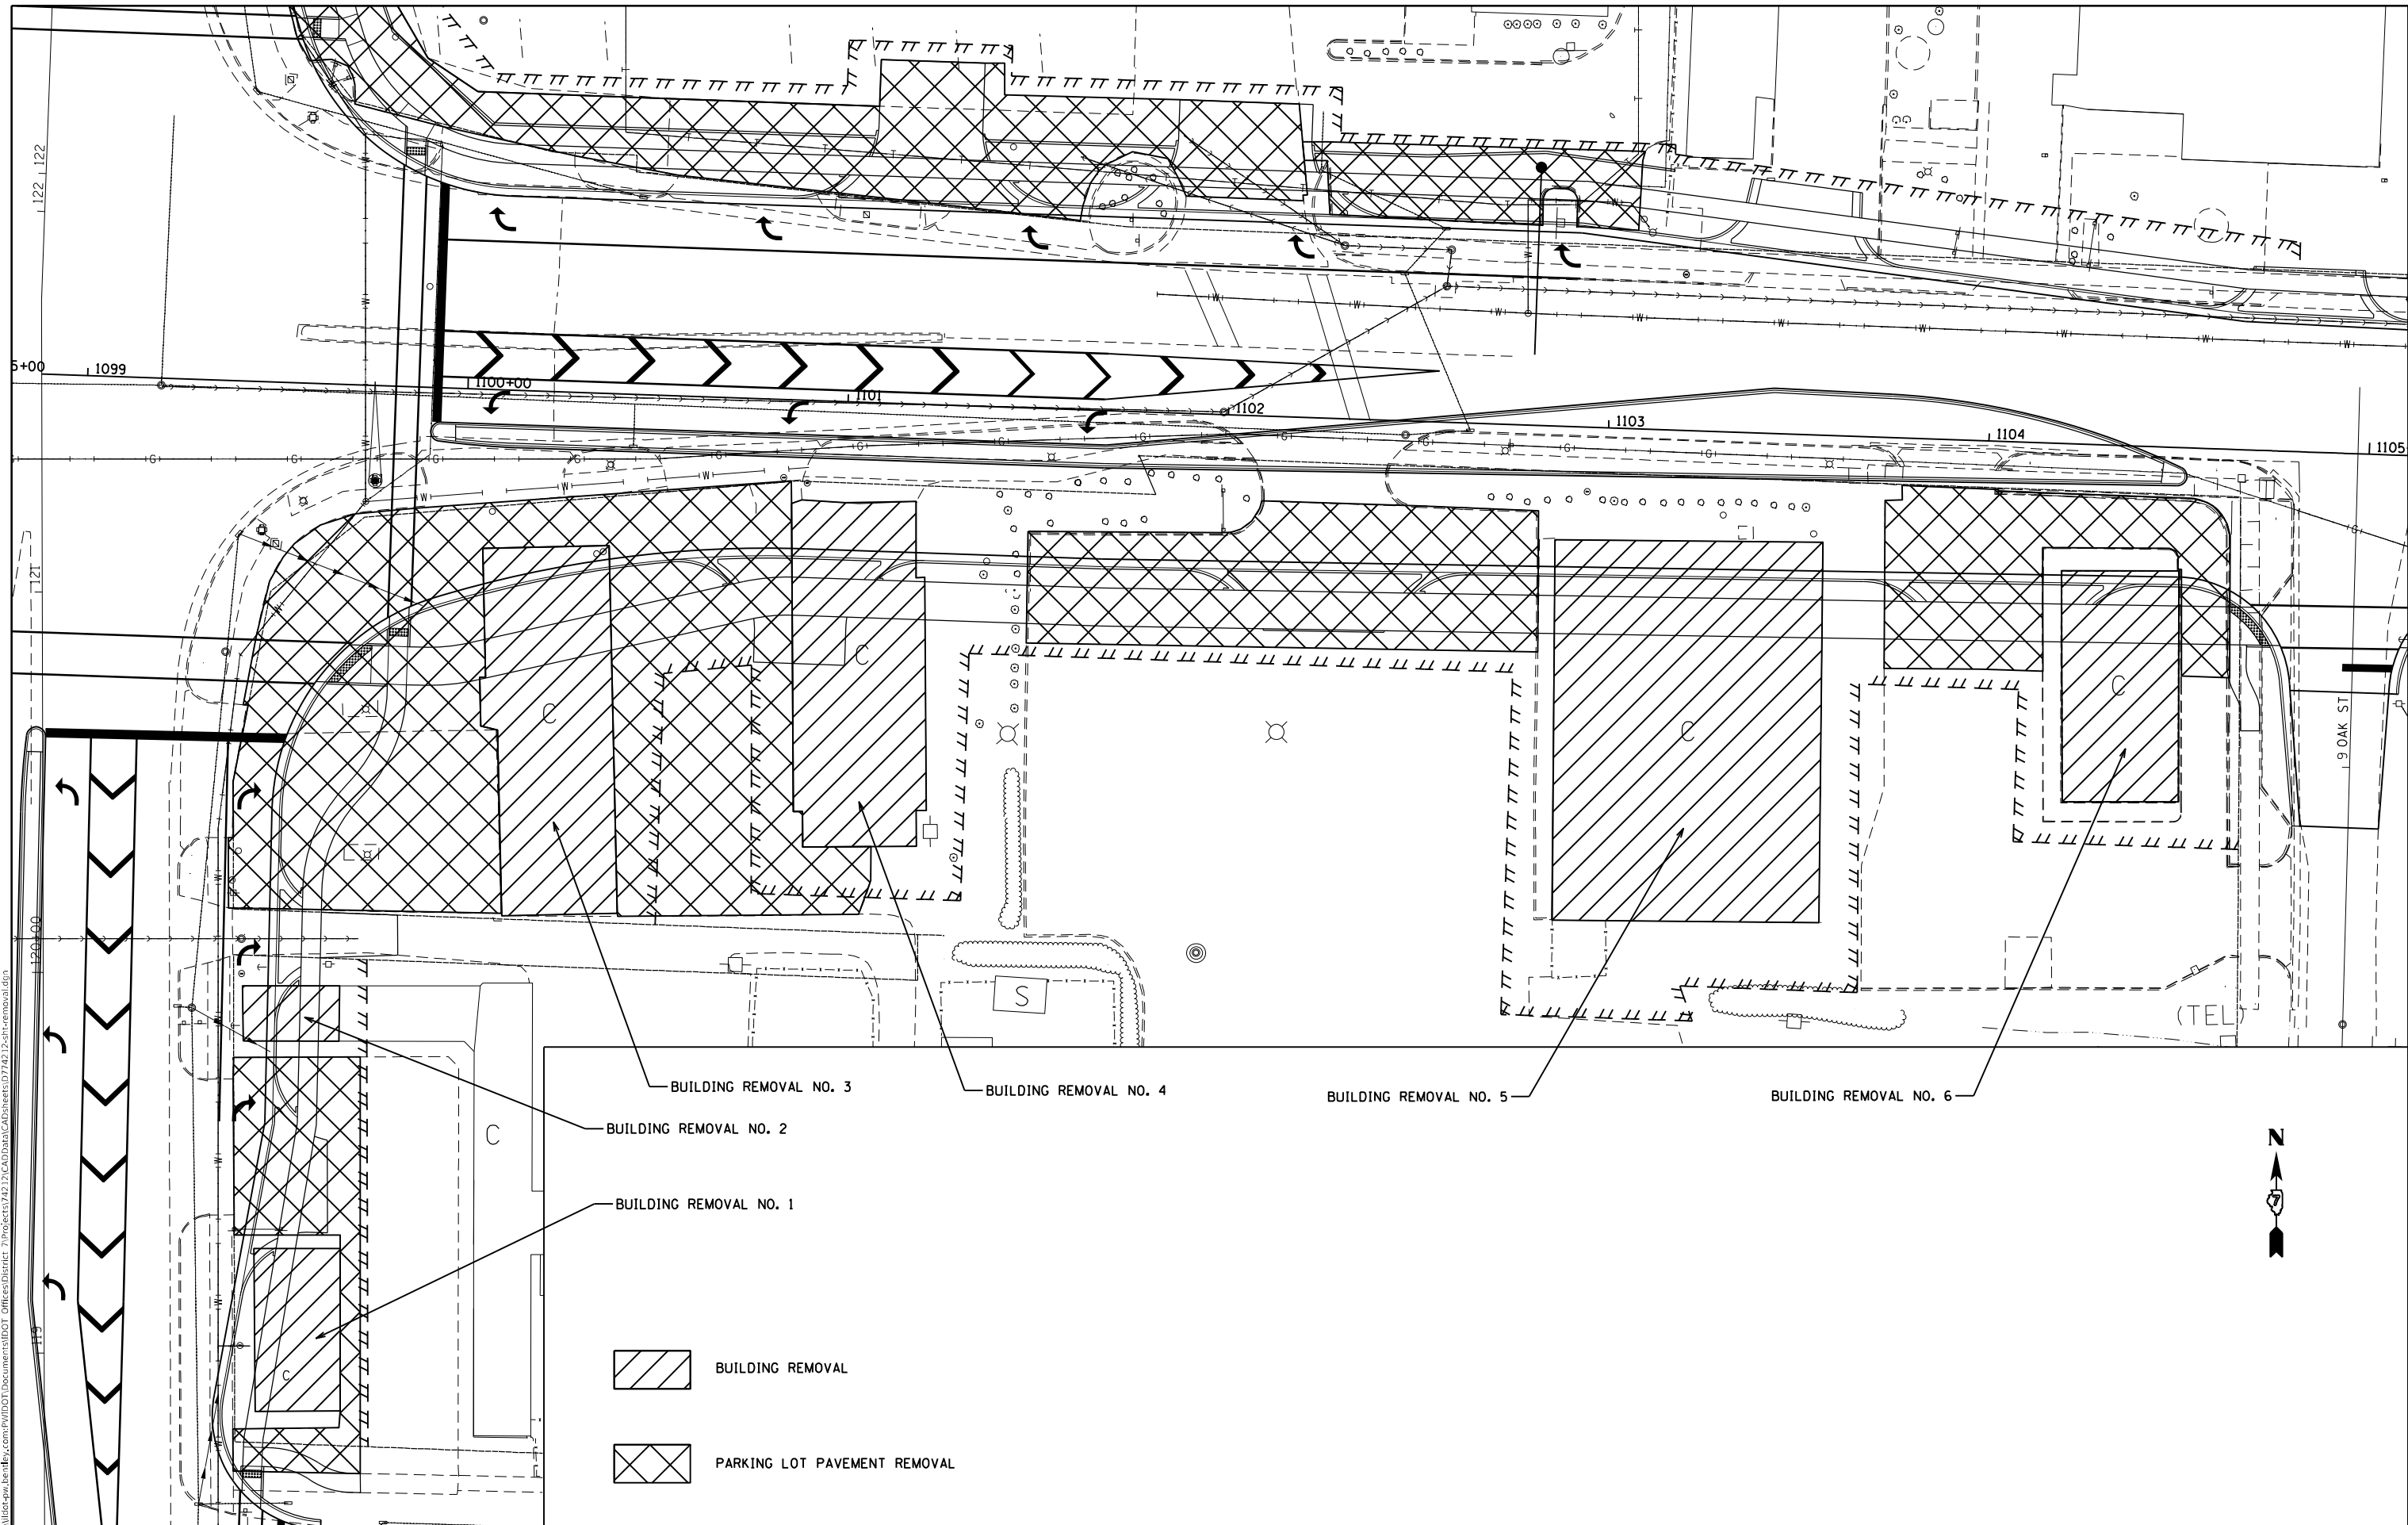 122
122
5+00
1099
1100+00
1101
1102
1103
1104
1105
121
C
C
C
C
9 OAK ST
120+00
S
(TEL)
BUILDING REMOVAL NO. 3
BUILDING REMOVAL NO. 4
BUILDING REMOVAL NO. 5
BUILDING REMOVAL NO. 6
BUILDING REMOVAL NO. 2
C
N
7
BUILDING REMOVAL NO. 1
119
C
BUILDING REMOVAL
PARKING LOT PAVEMENT REMOVAL